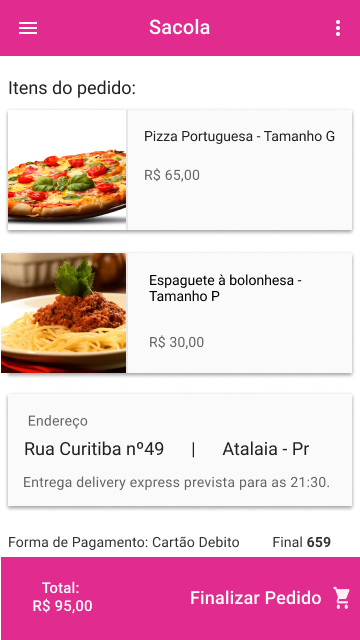 Sacola
Itens do pedido:
Pizza Portuguesa - Tamanho G
R$ 65,00
Espaguete à bolonhesa -
Tamanho P
R$ 30,00
Endereço
Rua Curitiba nº49 | Atalaia - Pr
Entrega delivery express prevista para as 21:30.
Forma de Pagamento: Cartão Debito Final 659
Total:
R$ 95,00
Finalizar Pedido